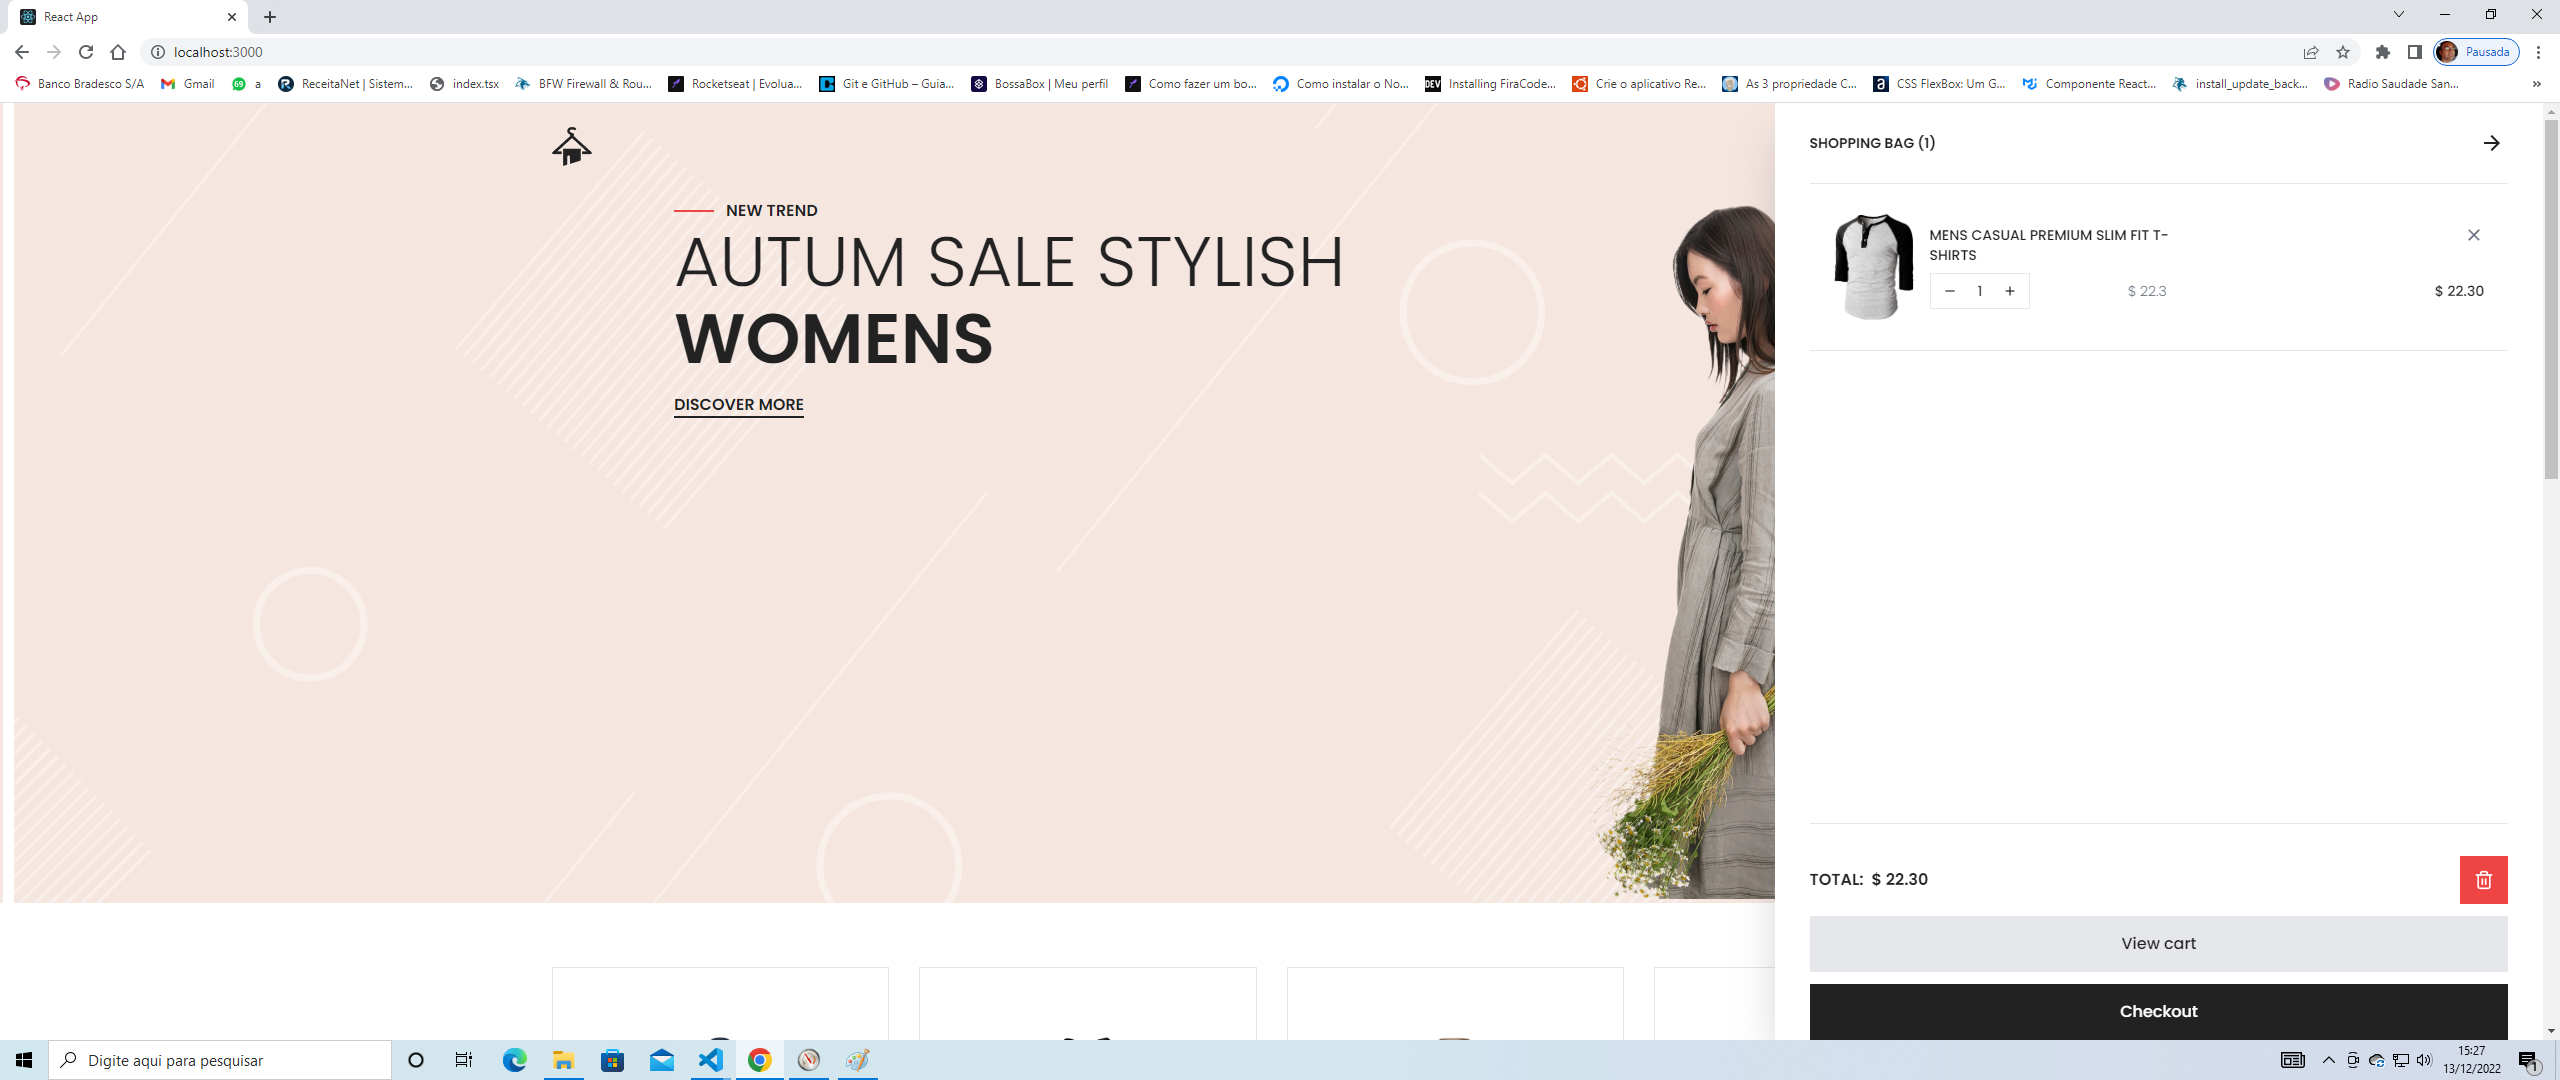 React App
localhost:3000
Pausada
Banco Bradesco S/A
Gmail
69
a
ReceitaNet | Sistem...
index.tsx
BFW Firewall & Rou...
Rocketseat | Evolua...
Git e GitHub – Guia...
BossaBox | Meu perfil
Como fazer um bo...
Como instalar o No...
DEV
Installing FiraCode...
Crie o aplicativo Re...
As 3 propriedade C...
CSS FlexBox: Um G...
Componente React...
install_update_back...
Radio Saudade San...
»
NEW TREND
AUTUM SALE STYLISH
WOMENS
DISCOVER MORE
SHOPPING BAG (1)
MENS CASUAL PREMIUM SLIM FIT T-
SHIRTS
− 1 +
$ 22.3
$ 22.30
TOTAL: $ 22.30
View cart
Checkout
Digite aqui para pesquisar
15:27
13/12/2022
1